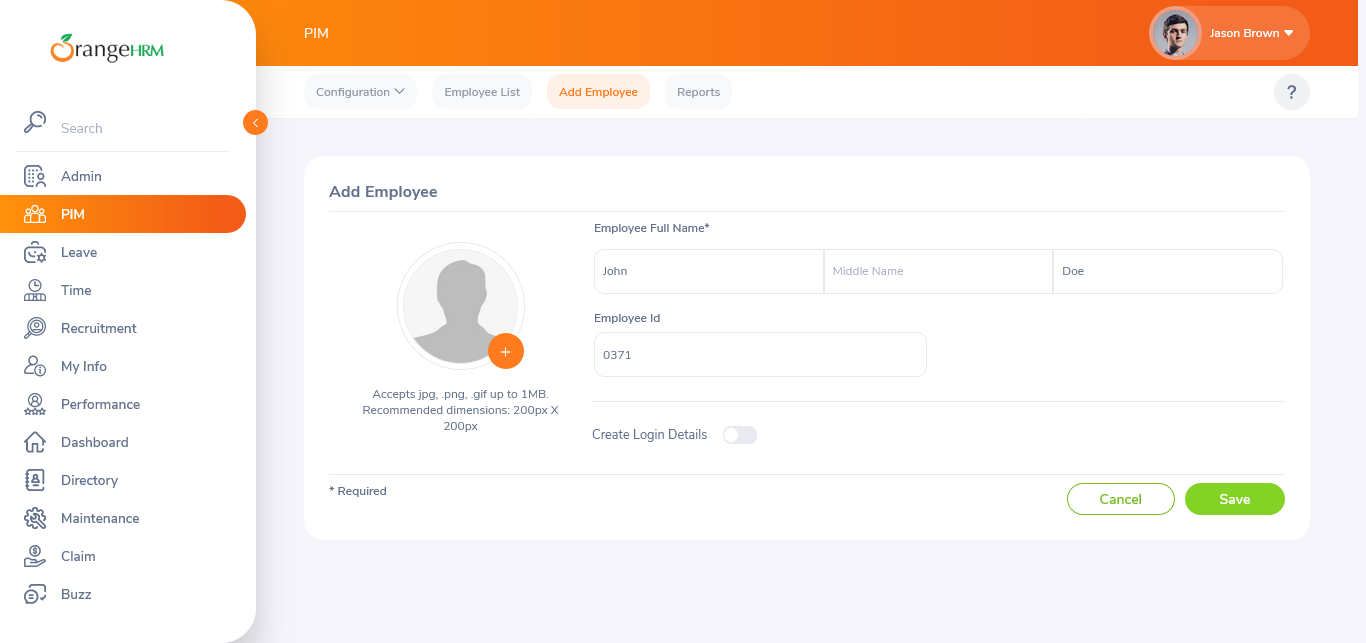 OrangeHRM
PIM
Jason Brown
Search
Configuration
Employee List
Add Employee
Reports
?
Admin
PIM
Leave
Time
Recruitment
My Info
Performance
Dashboard
Directory
Maintenance
Claim
Buzz
Add Employee
Employee Full Name*
John
Middle Name
Doe
Employee Id
0371
Accepts jpg, .png, .gif up to 1MB.
Recommended dimensions: 200px X
200px
Create Login Details
* Required
Cancel
Save